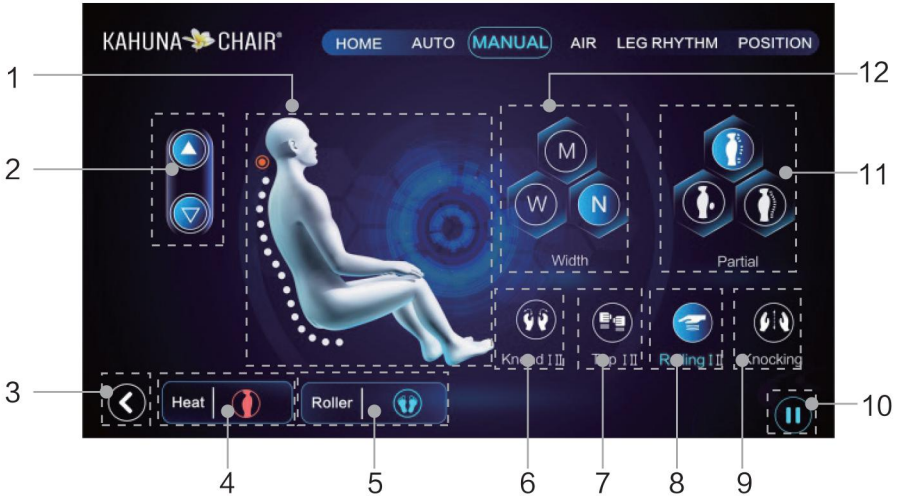 KAHUNA CHAIR®
HOME AUTO MANUAL AIR LEG RHYTHM POSITION
1
12
2
11
M
W N
Width
Partial
Knead I II
Tap I II
Rolling I II
Knocking
3
Heat
Roller
10
4 5 6 7 8 9